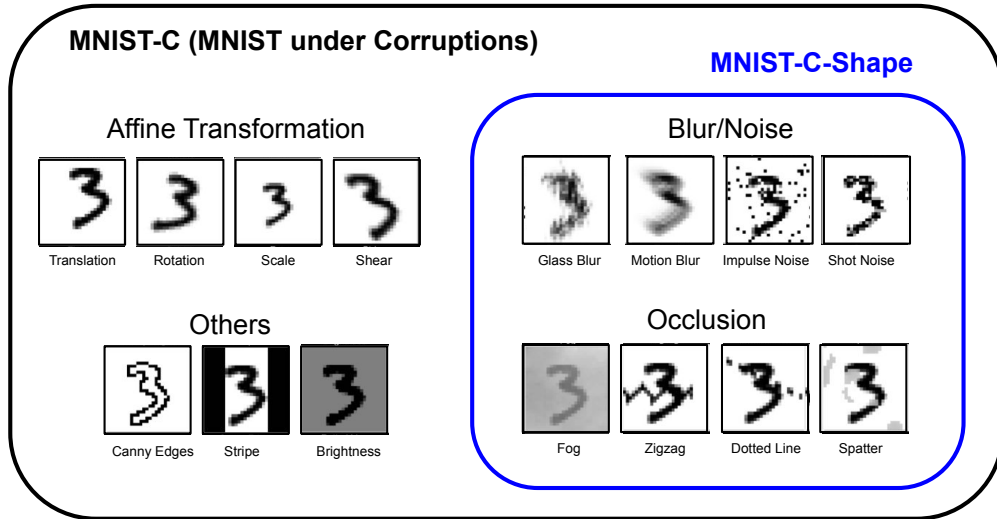 MNIST-C (MNIST under Corruptions)
MNIST-C-Shape
Affine Transformation
Translation
Rotation
Scale
Shear
Blur/Noise
Glass Blur
Motion Blur
Impulse Noise
Shot Noise
Others
Canny Edges
Stripe
Brightness
Occlusion
Fog
Zigzag
Dotted Line
Spatter